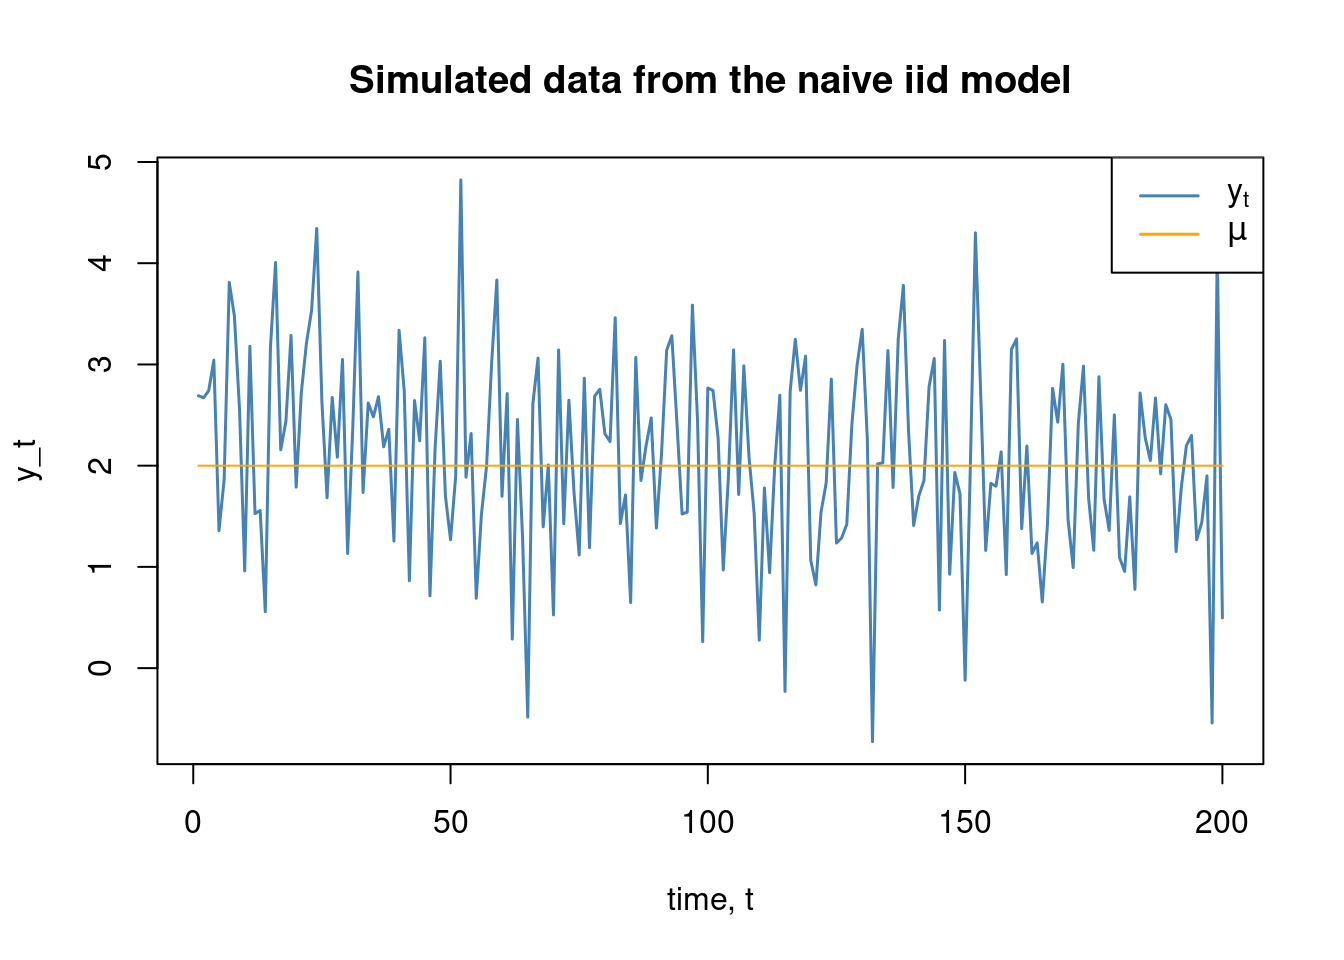 Simulated data from the naive iid model
y_t
5
4
3
2
1
0
yt
μ
0 50 100 150 200
time, t